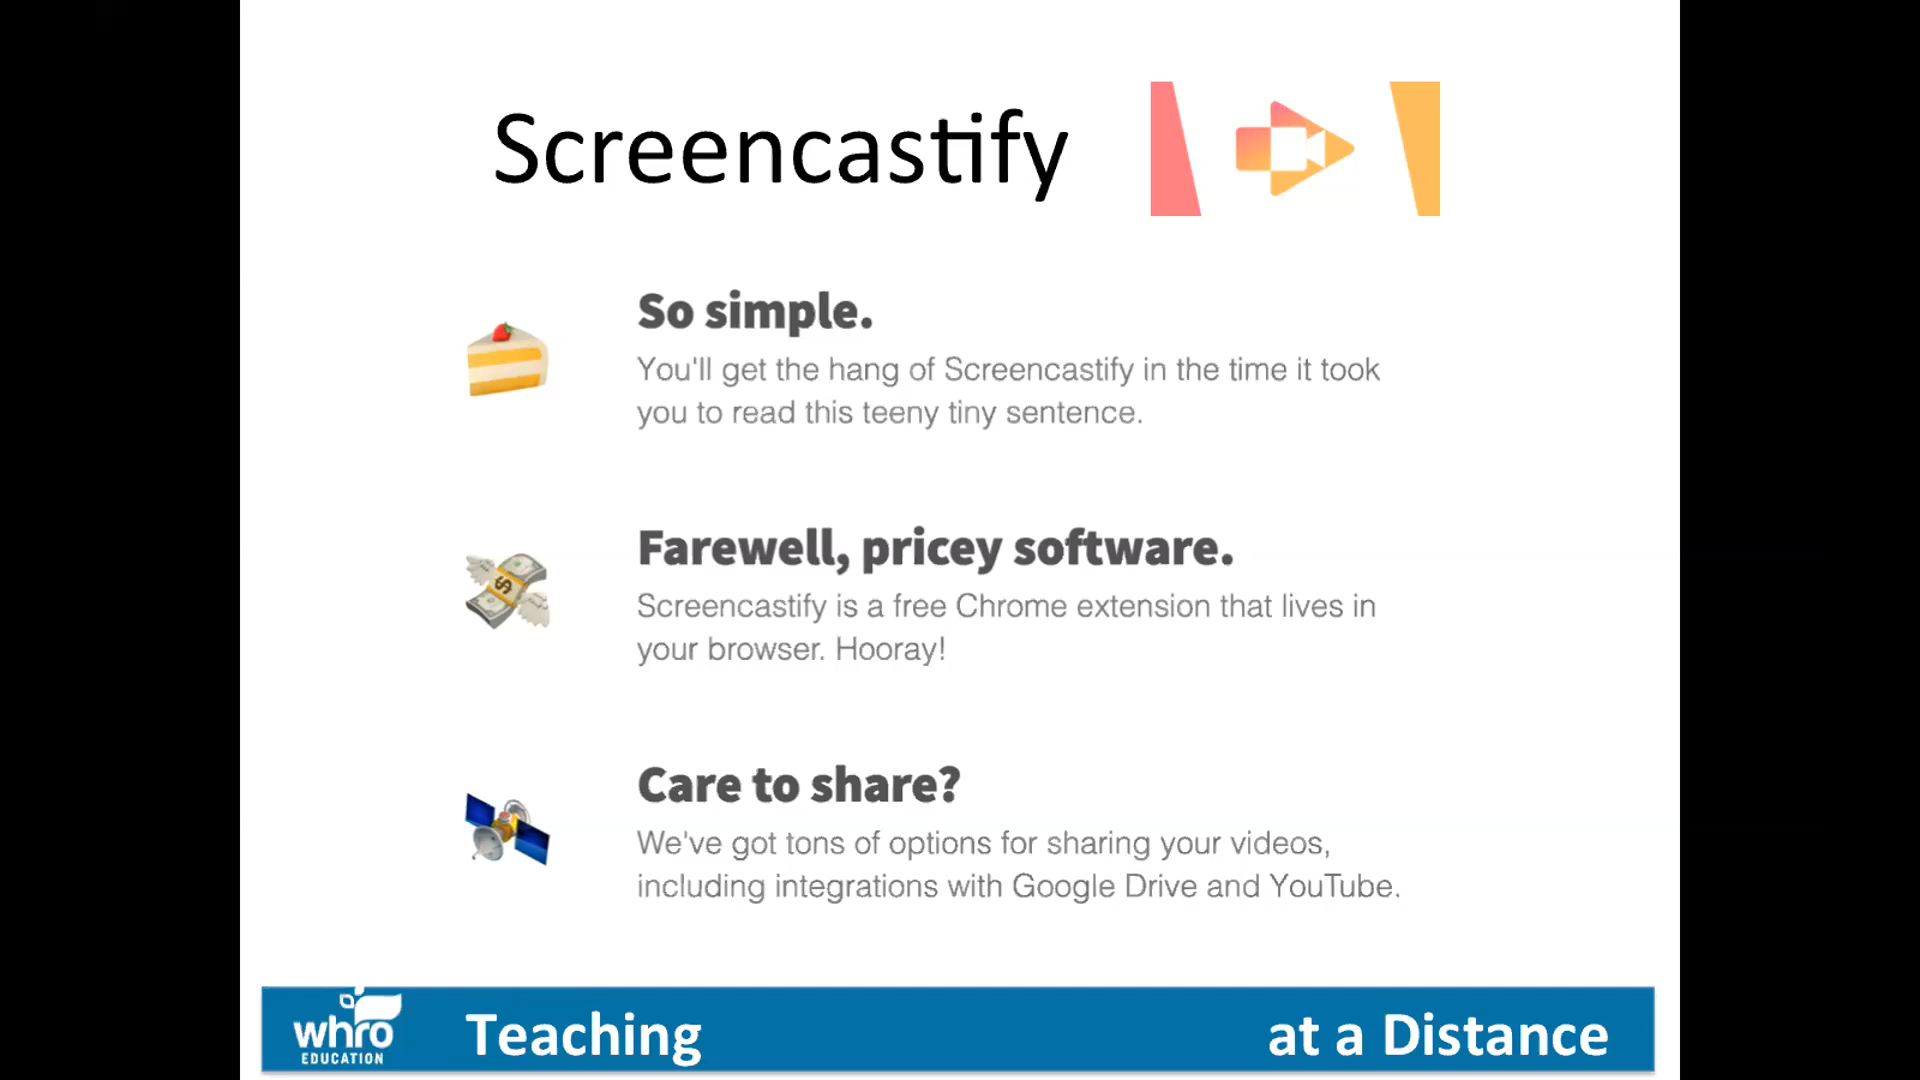 Screencastify
So simple.
You'll get the hang of Screencastify in the time it took
you to read this teeny tiny sentence.
Farewell, pricey software.
Screencastify is a free Chrome extension that lives in
your browser. Hooray!
Care to share?
We've got tons of options for sharing your videos,
including integrations with Google Drive and YouTube.
whro
EDUCATION
Teaching at a Distance